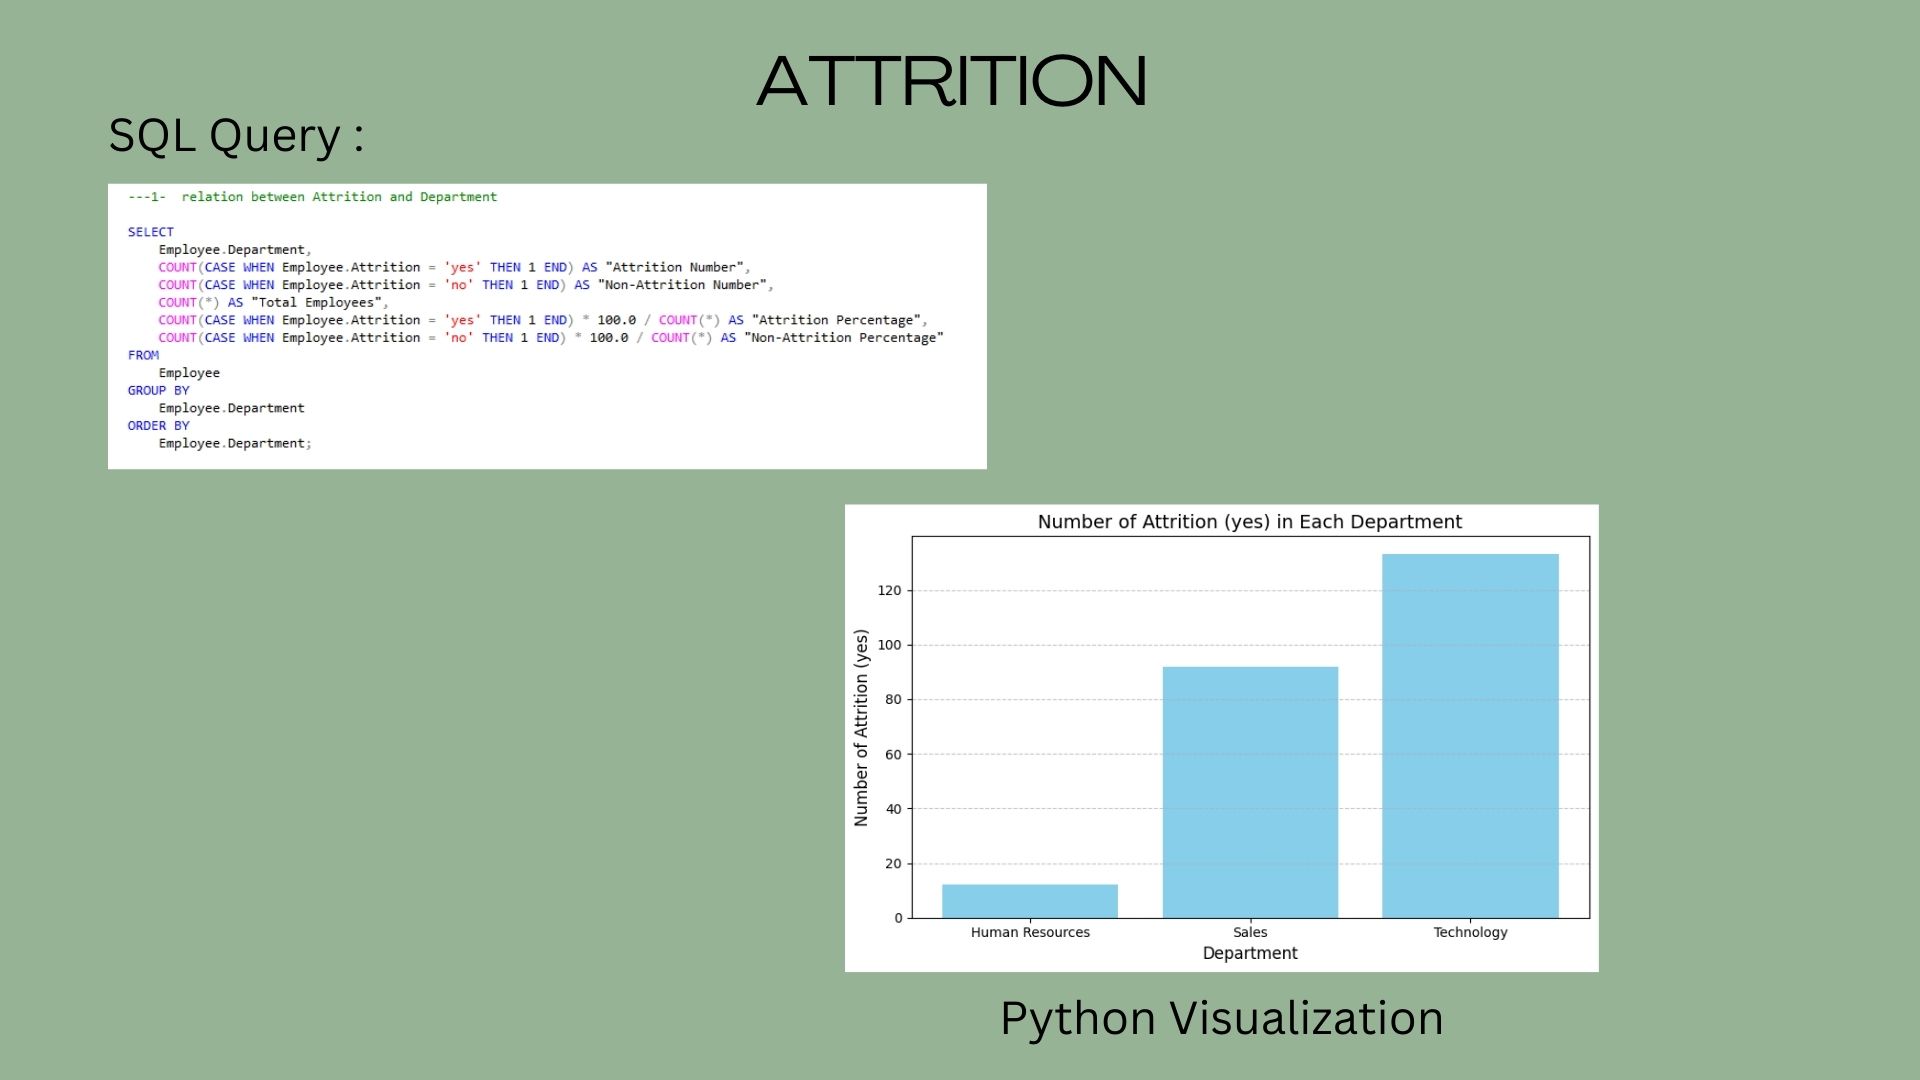 ATTRITION
SQL Query :
---1-  relation between Attrition and Department
SELECT
Employee.Department,
COUNT(CASE WHEN Employee.Attrition = 'yes' THEN 1 END) AS "Attrition Number",
COUNT(CASE WHEN Employee.Attrition = 'no' THEN 1 END) AS "Non-Attrition Number",
COUNT(*) AS "Total Employees",
COUNT(CASE WHEN Employee.Attrition = 'yes' THEN 1 END) * 100.0 / COUNT(*) AS "Attrition Percentage",
COUNT(CASE WHEN Employee.Attrition = 'no' THEN 1 END) * 100.0 / COUNT(*) AS "Non-Attrition Percentage"
FROM
Employee
GROUP BY
Employee.Department
ORDER BY
Employee.Department;
Number of Attrition (yes) in Each Department
Number of Attrition (yes)
120
100
80
60
40
20
0
Human Resources Sales Technology
Department
Python Visualization